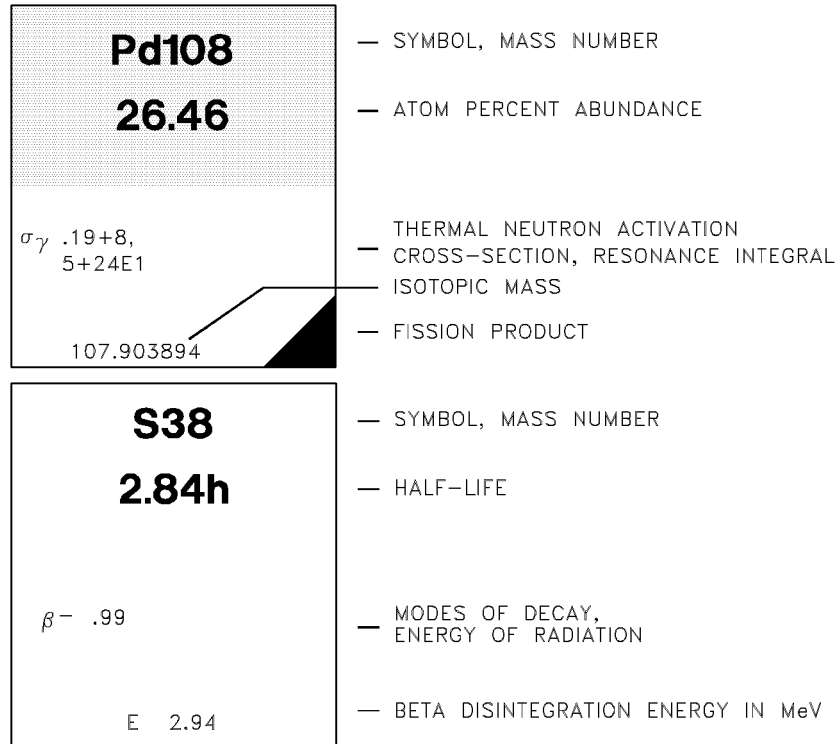 Pd108
26.46
σγ .19+8,
5+24E1
107.903894
— SYMBOL, MASS NUMBER
— ATOM PERCENT ABUNDANCE
— THERMAL NEUTRON ACTIVATION
CROSS-SECTION, RESONANCE INTEGRAL
ISOTOPIC MASS
— FISSION PRODUCT
S38
2.84h
β- .99
E 2.94
— SYMBOL, MASS NUMBER
— HALF-LIFE
— MODES OF DECAY,
ENERGY OF RADIATION
— BETA DISINTEGRATION ENERGY IN MeV